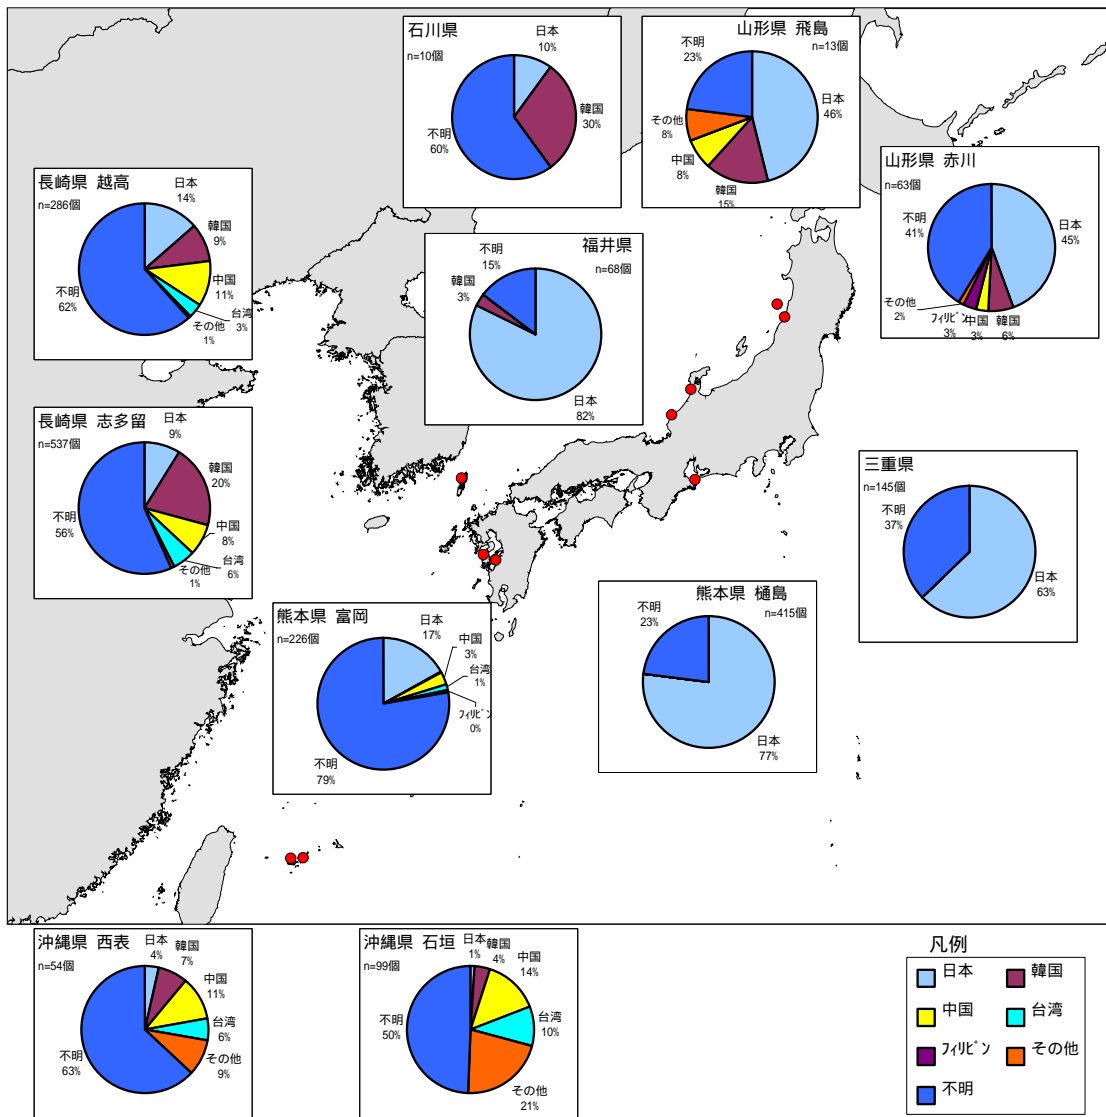 石川県
n=10個
日本
10%
韓国
30%
不明
60%
山形県 飛島
n=13個
不明
23%
日本
46%
その他
8%
中国
8%
韓国
15%
長崎県 越高
n=286個
日本
14%
韓国
9%
中国
11%
台湾
3%
その他
1%
不明
62%
福井県
n=68個
不明
15%
韓国
3%
日本
82%
山形県 赤川
n=63個
不明
41%
日本
45%
その他
2%
フィリピン
3%
中国
3%
韓国
6%
長崎県 志多留
n=537個
日本
9%
韓国
20%
中国
8%
台湾
6%
その他
1%
不明
56%
三重県
n=145個
不明
37%
日本
63%
熊本県 富岡
n=226個
日本
17%
中国
3%
台湾
1%
フィリピン
0%
不明
79%
熊本県 樋島
n=415個
不明
23%
日本
77%
沖縄県 西表
n=54個
日本
4%
韓国
7%
中国
11%
台湾
6%
その他
9%
不明
63%
沖縄県 石垣
n=99個
日本
1%
韓国
4%
中国
14%
台湾
10%
その他
21%
不明
50%
凡例
日本
韓国
中国
台湾
フィリピン
その他
不明